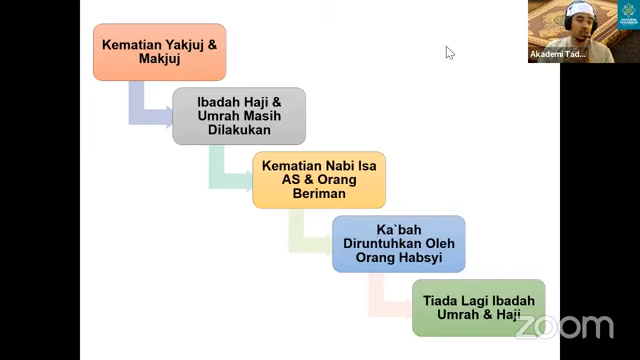 Kematian Yakjuj &
Makjuj
Ibadah Haji &
Umrah Masih
Dilakukan
Kematian Nabi Isa
AS & Orang
Beriman
Ka`bah
Diruntuhkan Oleh
Orang Habsyi
Tiada Lagi Ibadah
Umrah & Haji
zoom
Akademi Tad...